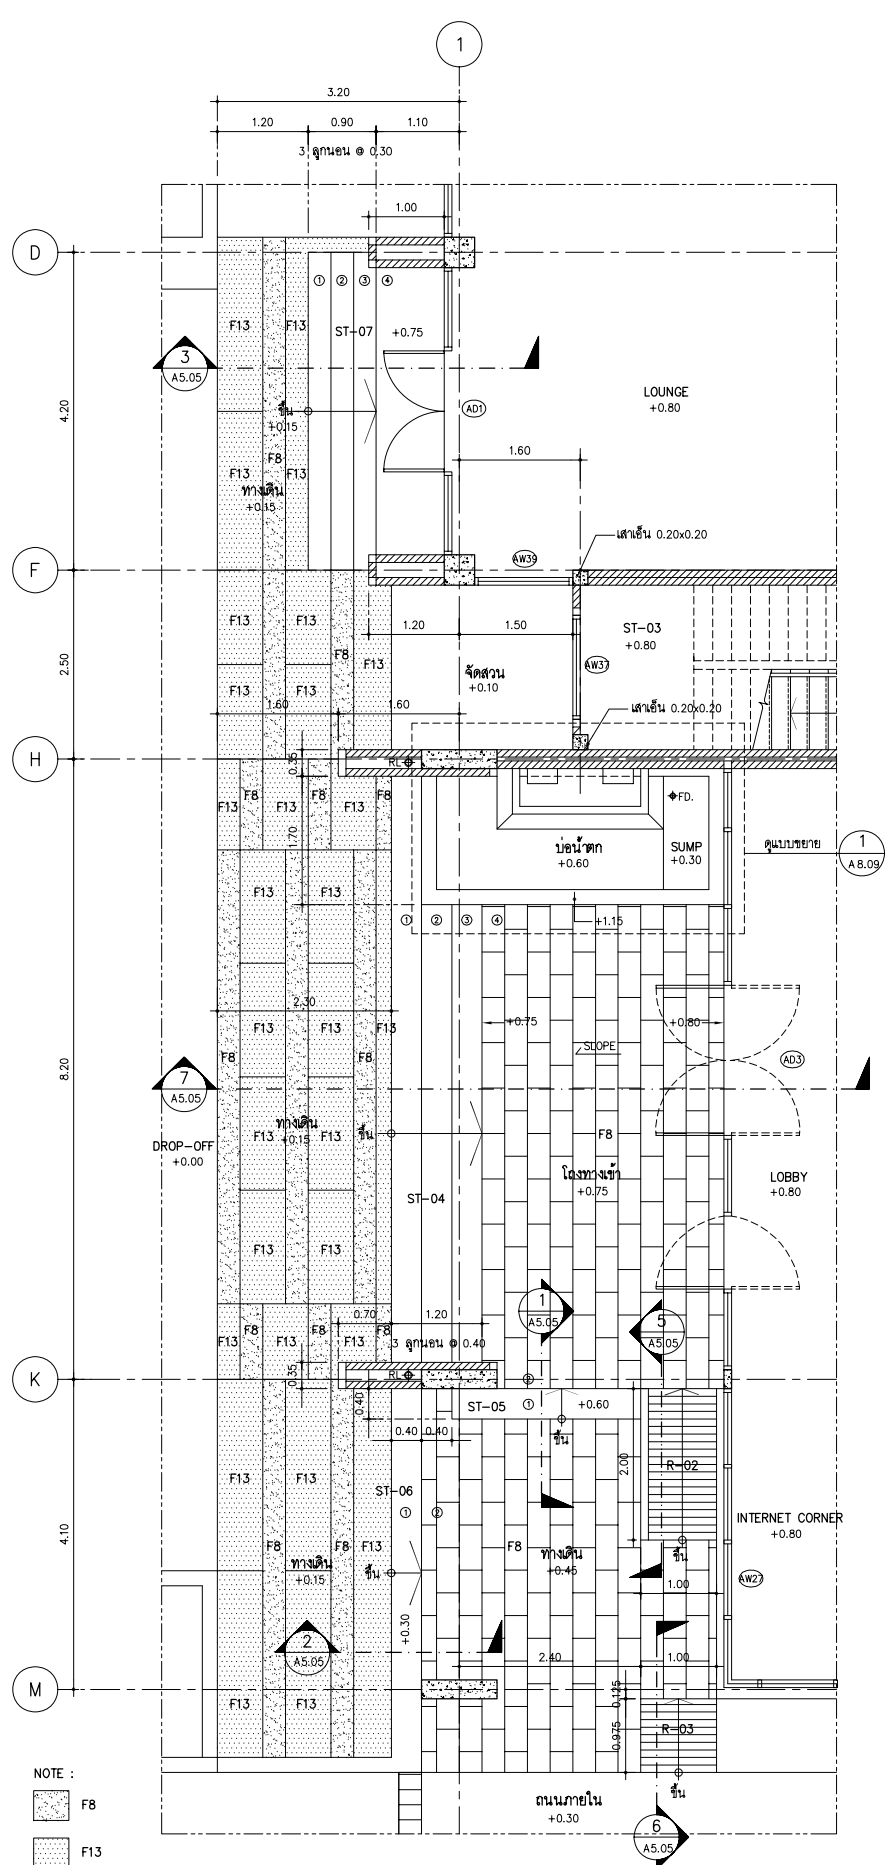 1
3.20
1.20 0.90 1.10
3 ลูกนอน @ 0.30
1.00
D
① ② ③ ④
F13 F13
ST-07 +0.75
3
A5.05
LOUNGE
+0.80
AD1
ขึ้น
+0.15
4.20
1.60
F8
F13 F13
ทางเดิน
+0.15
เสาเอ็น 0.20x0.20
AW39
F
F13 F13
1.20 1.50
ST-03
+0.80
F8
F13
2.50
AW37
จัดสวน
+0.10
F13 F13
1.60 1.60
เสาเอ็น 0.20x0.20
H
RL
0.35
F13 F8 F13 F8 F13 F8
FD.
1.70
บ่อน้ำตก
+0.60
SUMP
+0.30
ดูแบบขยาย
1
A8.09
F13 F13
① ② ③ ④
+1.15
2.30
+0.75 +0.80
F13 F13 F13
SLOPE
F8 F8
AD3
7
A5.05
8.20
ทางเดิน
+0.15
F13 F13
ขึ้น
F8
DROP-OFF
+0.00
โถงทางเข้า
+0.75
LOBBY
+0.80
ST-04
F13 F13
1
A5.05
5
A5.05
0.70 1.20
F13 F8 F13 F8 F13 F8
3 ลูกนอน @ 0.40
K
0.35
RL
②
0.40
ST-05 ① +0.60
0.40 0.40
ขึ้น
2.00
R-02
F13 F13
ST-06
① ②
INTERNET CORNER
+0.80
4.10
F8 F8 F13
F8
ทางเดิน
+0.45
ขึ้น
ทางเดิน
+0.15
ขึ้น
1.00
AW27
+0.30
2
A5.05
2.40 1.00
M
0.125
F13 F13
0.975
R-03
NOTE :
ขึ้น
F8
ถนนภายใน
+0.30
6
A5.05
F13